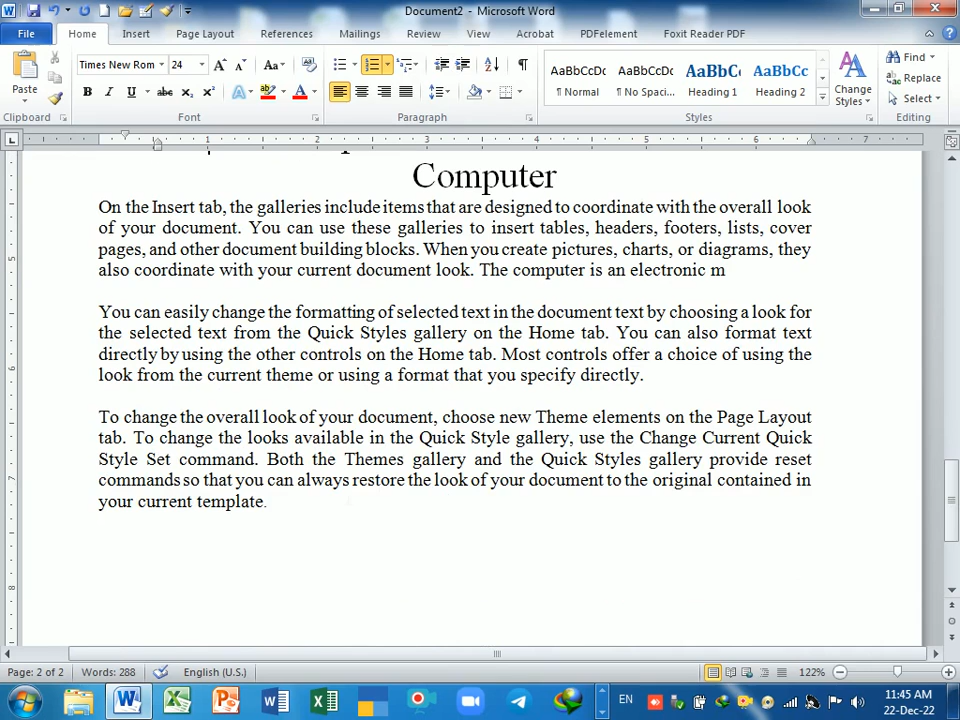 Document2 - Microsoft Word
File Home Insert Page Layout References Mailings Review View Acrobat PDFelement Foxit Reader PDF
Paste
Times New Rom 24
AaBbCcDc AaBbCcDc AaBbCc AaBbCc
¶ Normal ¶ No Spaci... Heading 1 Heading 2
Change Styles
Find
Replace
Select
Clipboard Font Paragraph Styles Editing
1 2 3 4 5 6 7
Computer
On the Insert tab, the galleries include items that are designed to coordinate with the overall look
of your document. You can use these galleries to insert tables, headers, footers, lists, cover
pages, and other document building blocks. When you create pictures, charts, or diagrams, they
also coordinate with your current document look. The computer is an electronic m
You can easily change the formatting of selected text in the document text by choosing a look for
the selected text from the Quick Styles gallery on the Home tab. You can also format text
directly by using the other controls on the Home tab. Most controls offer a choice of using the
look from the current theme or using a format that you specify directly.
To change the overall look of your document, choose new Theme elements on the Page Layout
tab. To change the looks available in the Quick Style gallery, use the Change Current Quick
Style Set command. Both the Themes gallery and the Quick Styles gallery provide reset
commands so that you can always restore the look of your document to the original contained in
your current template.
Page: 2 of 2 Words: 288 English (U.S.) 122%
EN 11:45 AM
22-Dec-22